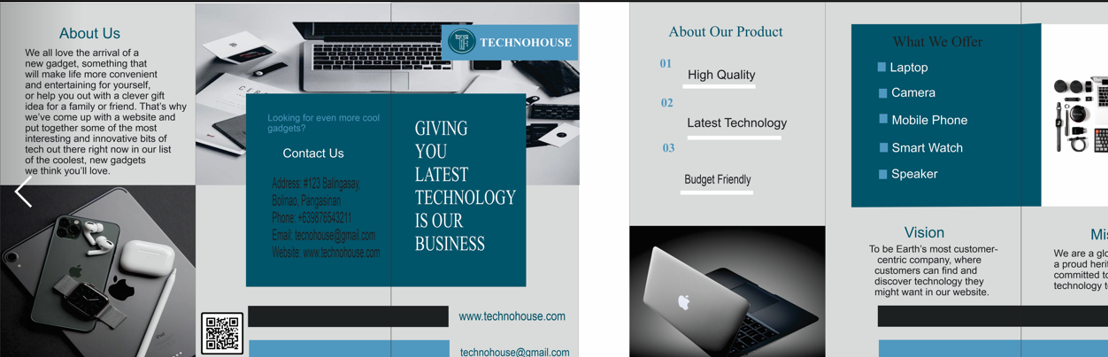 About Us
We all love the arrival of a
new gadget, something that
will make life more convenient
and entertaining for yourself,
or help you out with a clever gift
idea for a family or friend. That's why
we've come up with a website and
put together some of the most
interesting and innovative bits of
tech out there right now in our list
of the coolest, new gadgets
we think you'll love.
TECHNOHOUSE
Looking for even more cool
gadgets?
Contact Us
Address: #123 Balingasay,
Bolinao, Pangasinan
Phone: +639876543211
Email: tecnohouse@gmail.com
Website: www.technohouse.com
GIVING
YOU
LATEST
TECHNOLOGY
IS OUR
BUSINESS
www.technohouse.com
technohouse@gmail.com
About Our Product
01
High Quality
02
Latest Technology
03
Budget Friendly
What We Offer
Laptop
Camera
Mobile Phone
Smart Watch
Speaker
Vision
To be Earth's most customer-
centric company, where
customers can find and
discover technology they
might want in our website.
Mis
We are a glo
a proud herit
committed to
technology t